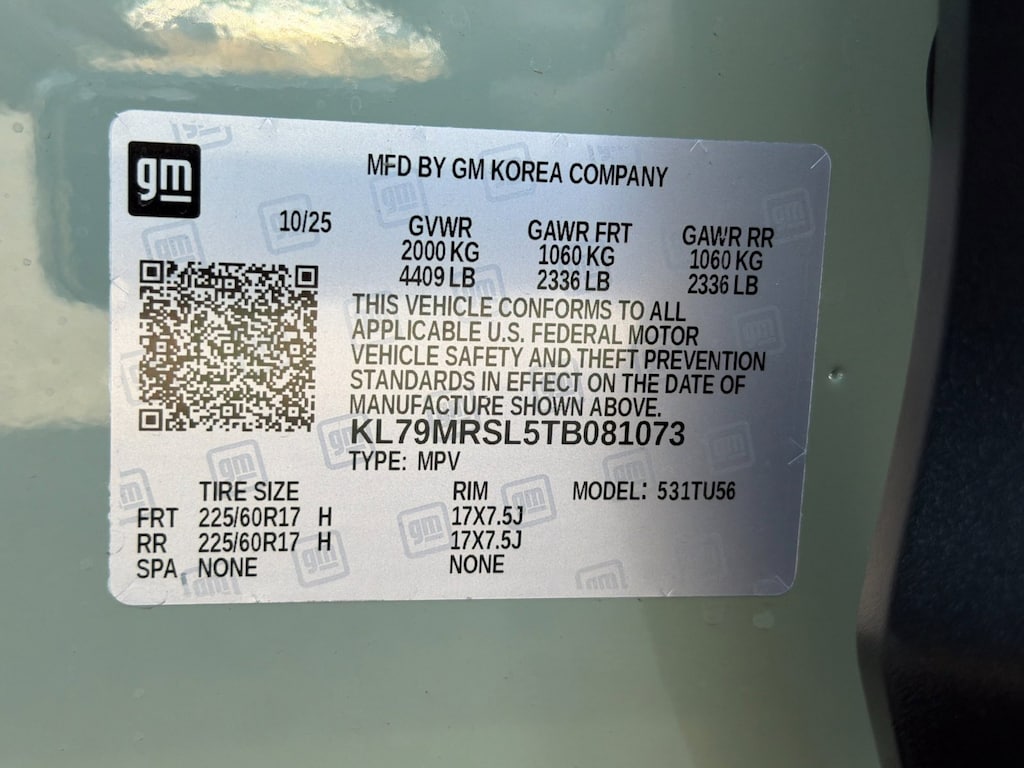 gm
MFD BY GM KOREA COMPANY
10/25 GVWR GAWR FRT GAWR RR
2000 KG 1060 KG 1060 KG
4409 LB 2336 LB 2336 LB
THIS VEHICLE CONFORMS TO ALL
APPLICABLE U.S. FEDERAL MOTOR
VEHICLE SAFETY AND THEFT PREVENTION
STANDARDS IN EFFECT ON THE DATE OF
MANUFACTURE SHOWN ABOVE.
KL79MRSL5TB081073
TYPE: MPV
TIRE SIZE RIM MODEL: 531TU56
FRT 225/60R17 H 17X7.5J
RR 225/60R17 H 17X7.5J
SPA NONE NONE